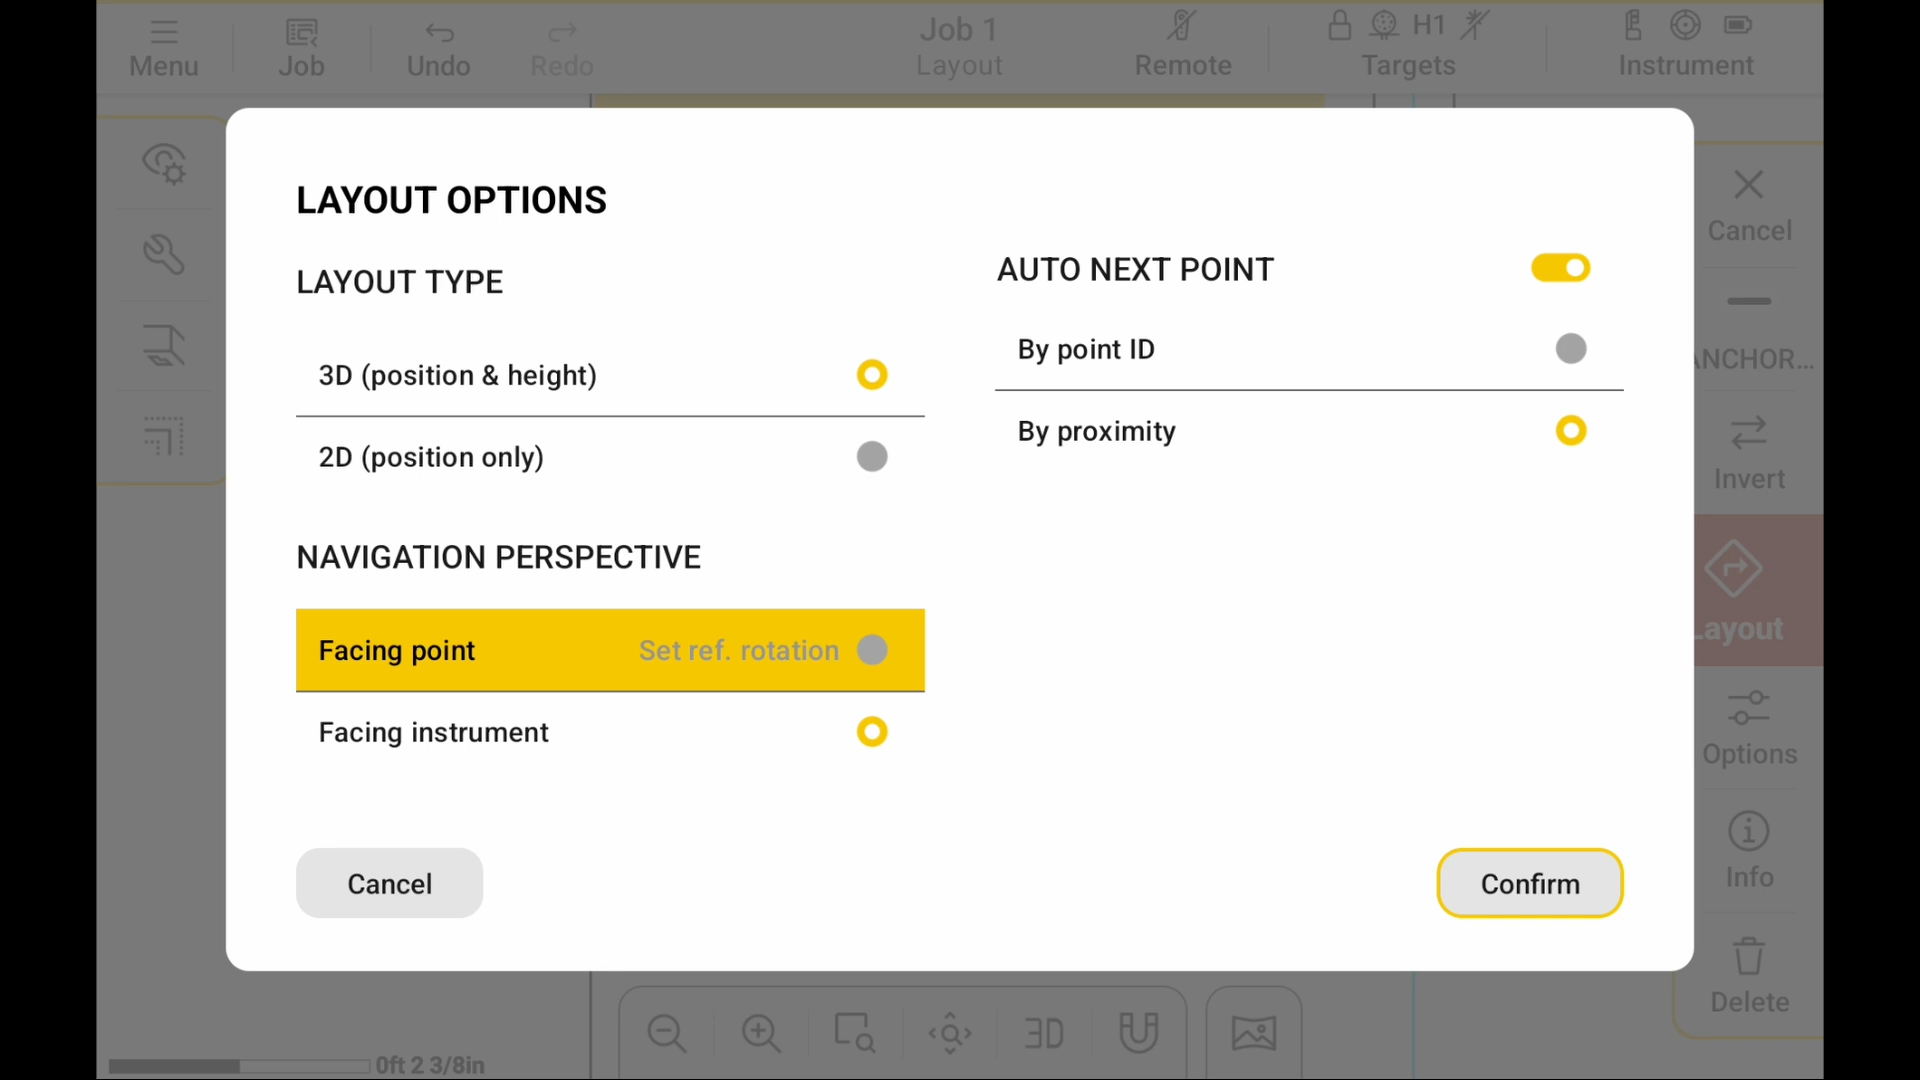 Menu
Job
Undo
Redo
Job 1
Layout
Remote
H1
Targets
Instrument
LAYOUT OPTIONS
LAYOUT TYPE
3D (position & height)
2D (position only)
NAVIGATION PERSPECTIVE
Facing point Set ref. rotation
Facing instrument
AUTO NEXT POINT
By point ID
By proximity
Cancel
Confirm
Cancel
ANCHOR...
Invert
Layout
Options
Info
Delete
3D
0ft 2 3/8in